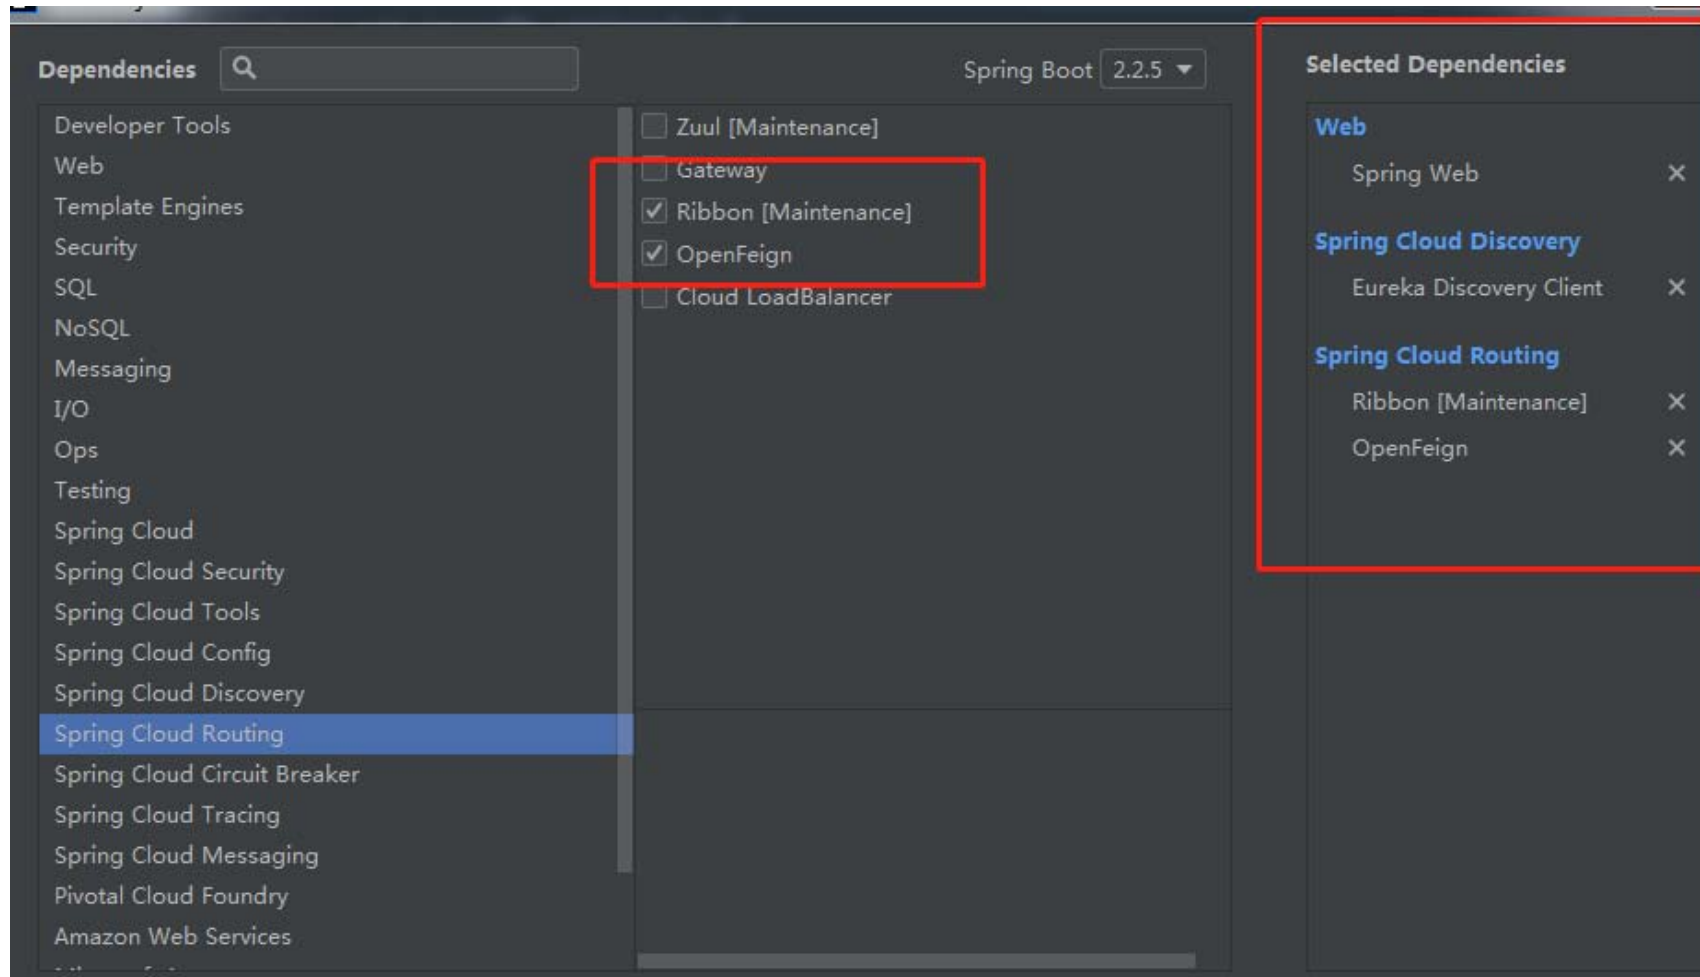 Dependencies
Spring Boot 2.2.5
Developer Tools
Web
Template Engines
Security
SQL
NoSQL
Messaging
I/O
Ops
Testing
Spring Cloud
Spring Cloud Security
Spring Cloud Tools
Spring Cloud Config
Spring Cloud Discovery
Spring Cloud Routing
Spring Cloud Circuit Breaker
Spring Cloud Tracing
Spring Cloud Messaging
Pivotal Cloud Foundry
Amazon Web Services
Zuul [Maintenance]
Gateway
Ribbon [Maintenance]
OpenFeign
Cloud LoadBalancer
Selected Dependencies
Web
Spring Web
Spring Cloud Discovery
Eureka Discovery Client
Spring Cloud Routing
Ribbon [Maintenance]
OpenFeign